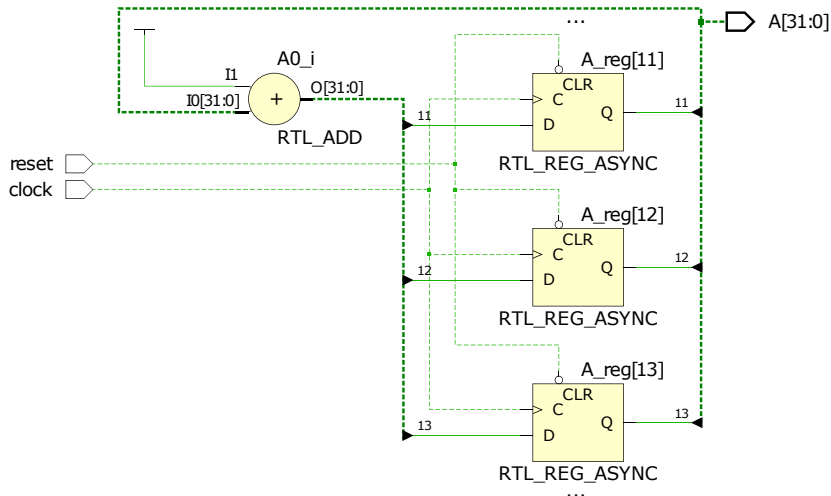 ...
A[31:0]
A0_i
I1
I0[31:0]
+
O[31:0]
RTL_ADD
A_reg[11]
CLR
C
11
D
Q
11
RTL_REG_ASYNC
reset
clock
A_reg[12]
CLR
C
12
D
Q
12
RTL_REG_ASYNC
A_reg[13]
CLR
C
13
D
Q
13
RTL_REG_ASYNC
...